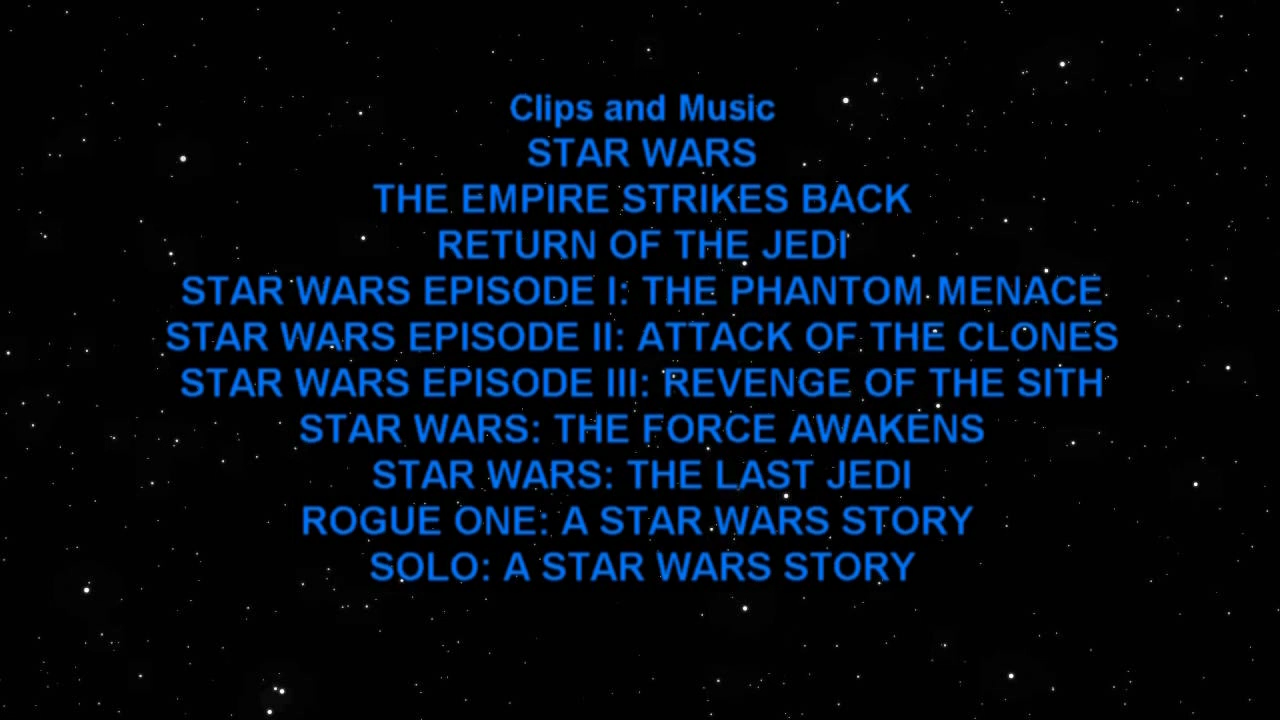 Clips and Music
STAR WARS
THE EMPIRE STRIKES BACK
RETURN OF THE JEDI
STAR WARS EPISODE I: THE PHANTOM MENACE
STAR WARS EPISODE II: ATTACK OF THE CLONES
STAR WARS EPISODE III: REVENGE OF THE SITH
STAR WARS: THE FORCE AWAKENS
STAR WARS: THE LAST JEDI
ROGUE ONE: A STAR WARS STORY
SOLO: A STAR WARS STORY